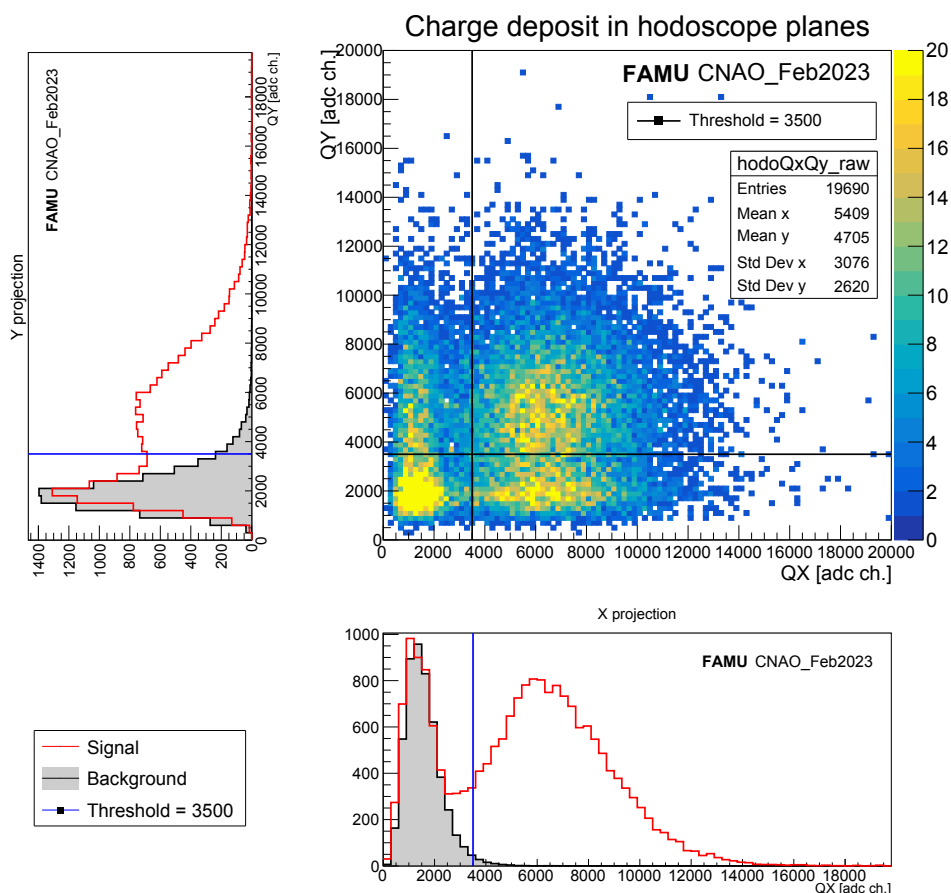 Charge deposit in hodoscope planes
Y projection
FAMU CNAO_Feb2023
QY [adc ch.]
0
2000
4000
6000
8000
10000
12000
14000
16000
18000
1400
1200
1000
800
600
400
200
0
QY [adc ch.]
20000
18000
16000
14000
12000
10000
8000
6000
4000
2000
0
FAMU CNAO_Feb2023
Threshold = 3500
hodoQxQy_raw
Entries 19690
Mean x 5409
Mean y 4705
Std Dev x 3076
Std Dev y 2620
20
18
16
14
12
10
8
6
4
2
0
0 2000 4000 6000 8000 10000 12000 14000 16000 18000 20000
QX [adc ch.]
X projection
1000
800
600
400
200
0
FAMU CNAO_Feb2023
0 2000 4000 6000 8000 10000 12000 14000 16000 18000
QX [adc ch.]
Signal
Background
Threshold = 3500